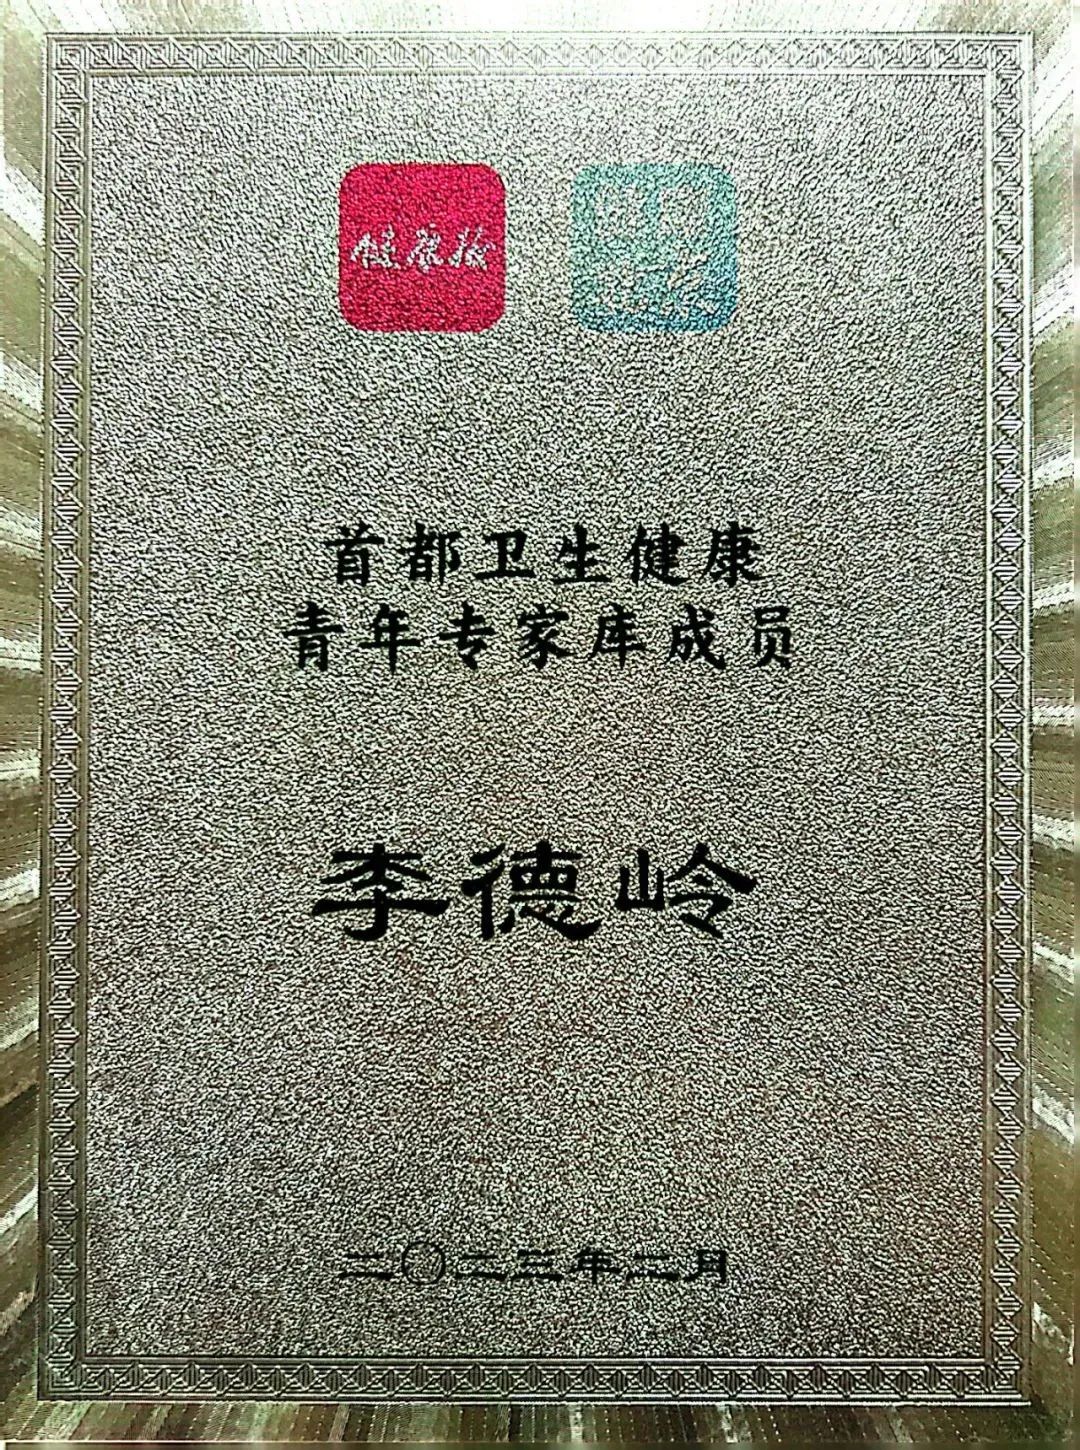 健康报
首都卫生健康
青年专家库成员
李德岭
二〇二三年二月